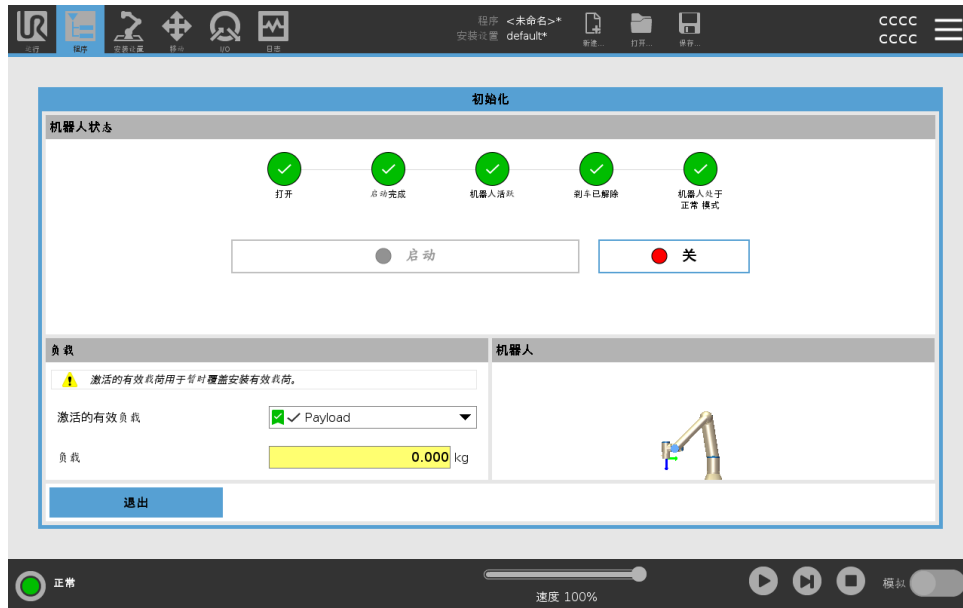 程序 <未命名>*
安装设置 default*
CCCC
CCCC
运行
程序
安装设置
移动
I/O
日志
新建...
打开...
保存...
初始化
机器人状态
打开
启动完成
机器人活跃
刹车已解除
机器人处于
正常 模式
启动
关
负载
机器人
激活的有效载荷用于暂时覆盖安装有效载荷。
激活的有效负载
Payload
负载
0.000 kg
退出
正常
速度 100%
模拟